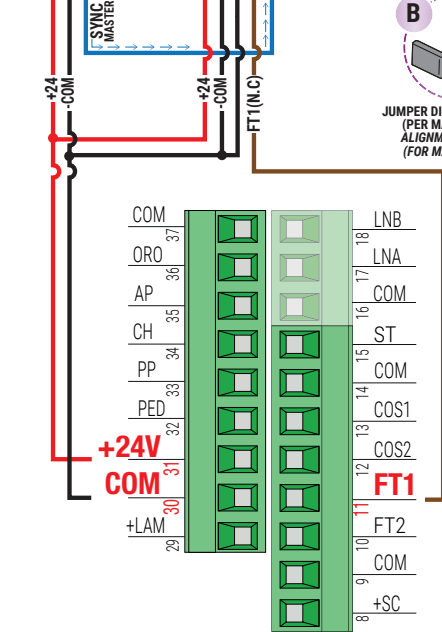 SYNC
MASTER
B
+24
-COM
+24
-COM
FT1(N.C)
JUMPER DI
(PER M
ALIGNM
(FOR M
COM
37
ORO
36
AP
35
CH
34
PP
33
PED
32
+24V
31
COM
30
+LAM
29
LNB
18
LNA
17
COM
16
ST
15
COM
14
COS1
13
COS2
12
FT1
11
FT2
10
COM
9
+SC
8